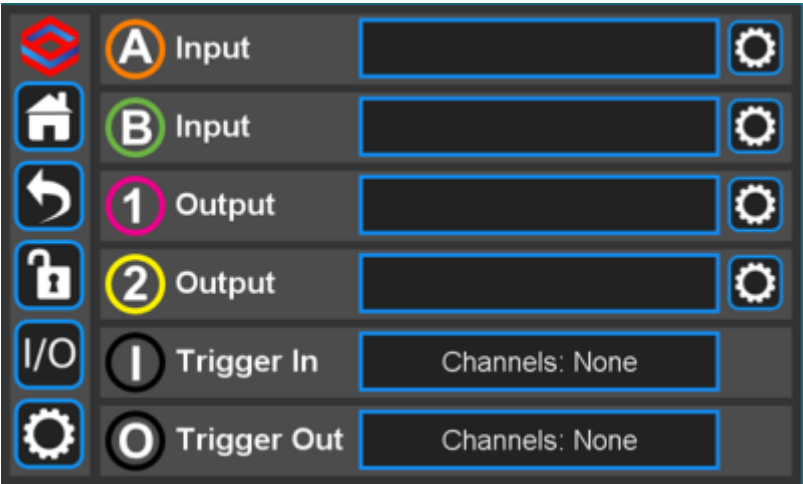 A Input
B Input
1 Output
2 Output
I/O
I Trigger In Channels: None
O Trigger Out Channels: None